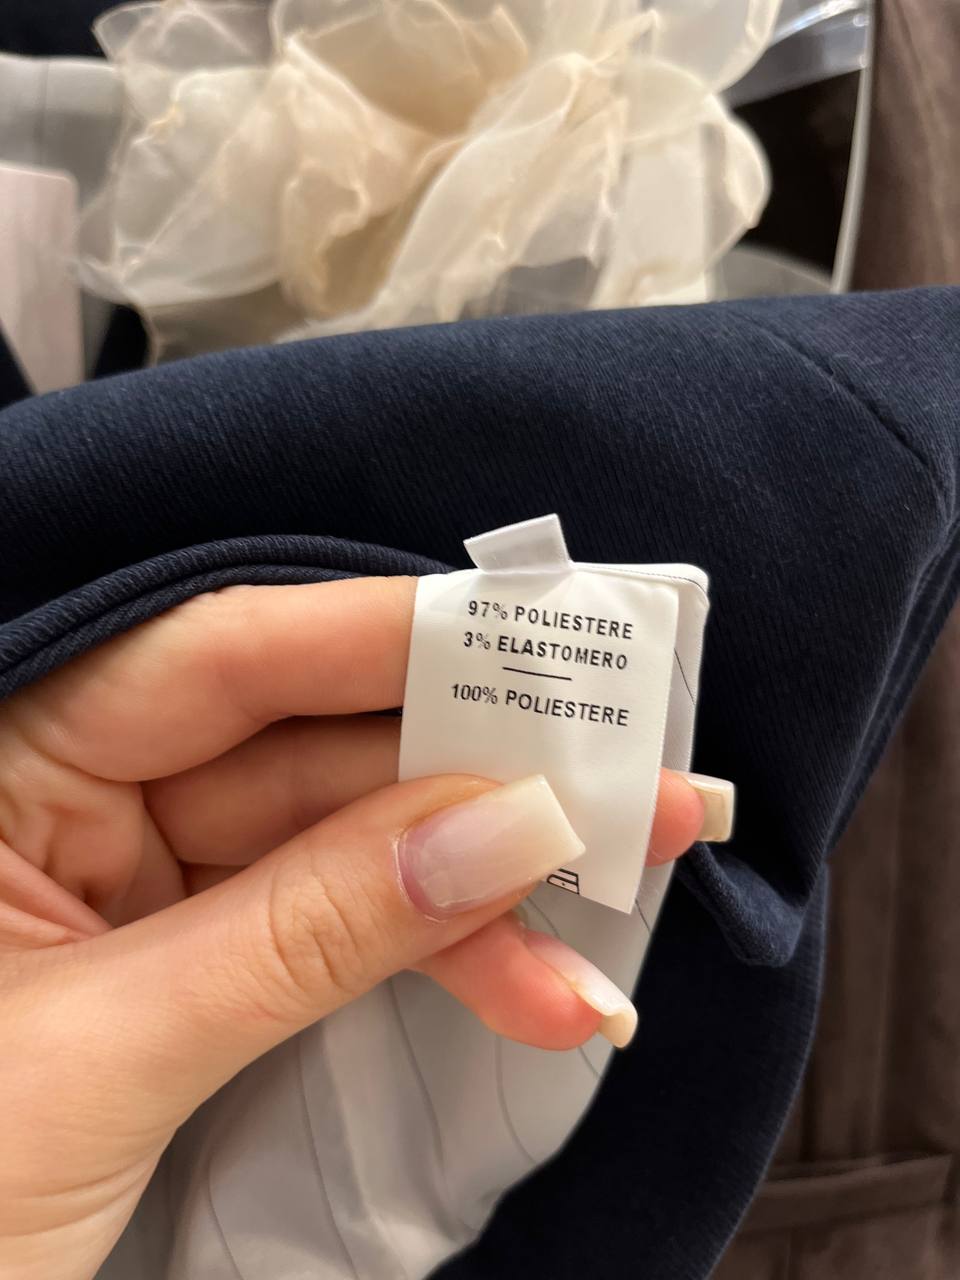 97% POLIESTERE
3% ELASTOMERO
100% POLIESTERE